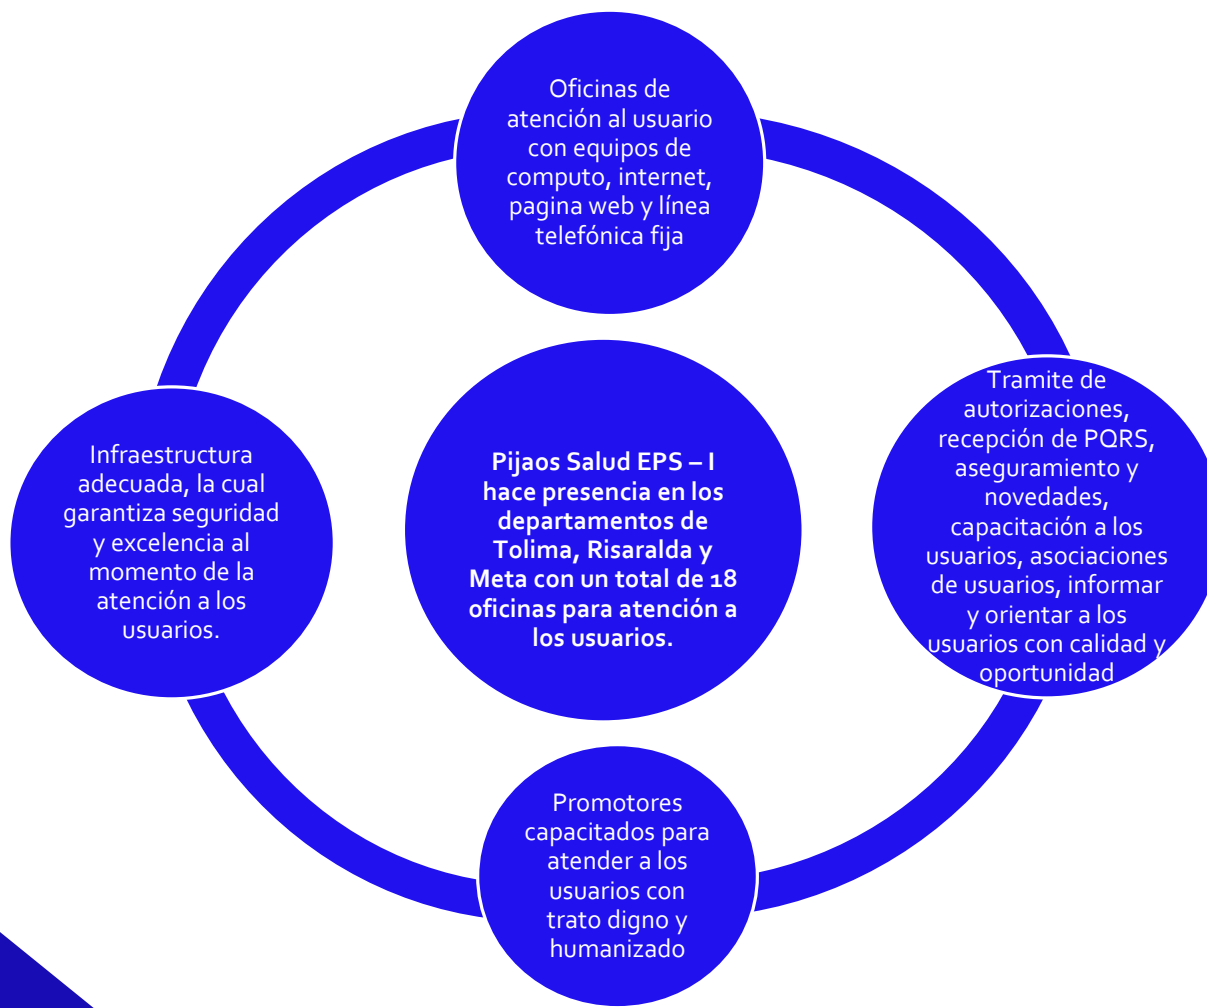 Oficinas de
atención al usuario
con equipos de
computo, internet,
pagina web y línea
telefónica fija
Tramite de
autorizaciones,
recepción de PQRS,
aseguramiento y
novedades,
capacitación a los
usuarios, asociaciones
de usuarios, informar
y orientar a los
usuarios con calidad y
oportunidad
Infraestructura
adecuada, la cual
garantiza seguridad
y excelencia al
momento de la
atención a los
usuarios.
Pijaos Salud EPS – I
hace presencia en los
departamentos de
Tolima, Risaralda y
Meta con un total de 18
oficinas para atención a
los usuarios.
Promotores
capacitados para
atender a los
usuarios con
trato digno y
humanizado